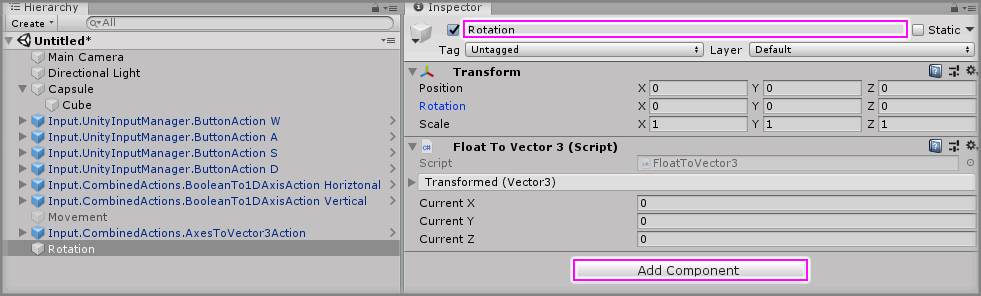 Hierarchy
Create
All
Untitled*
Main Camera
Directional Light
Capsule
Cube
Input.UnityInputManager.ButtonAction W
Input.UnityInputManager.ButtonAction A
Input.UnityInputManager.ButtonAction S
Input.UnityInputManager.ButtonAction D
Input.CombinedActions.BooleanTo1DAxisAction Horiztonal
Input.CombinedActions.BooleanTo1DAxisAction Vertical
Movement
Input.CombinedActions.AxesToVector3Action
Rotation
Inspector
Rotation Static
Tag Untagged Layer Default
Transform
Position X 0 Y 0 Z 0
Rotation X 0 Y 0 Z 0
Scale X 1 Y 1 Z 1
Float To Vector 3 (Script)
Script FloatToVector3
Transformed (Vector3)
Current X 0
Current Y 0
Current Z 0
Add Component